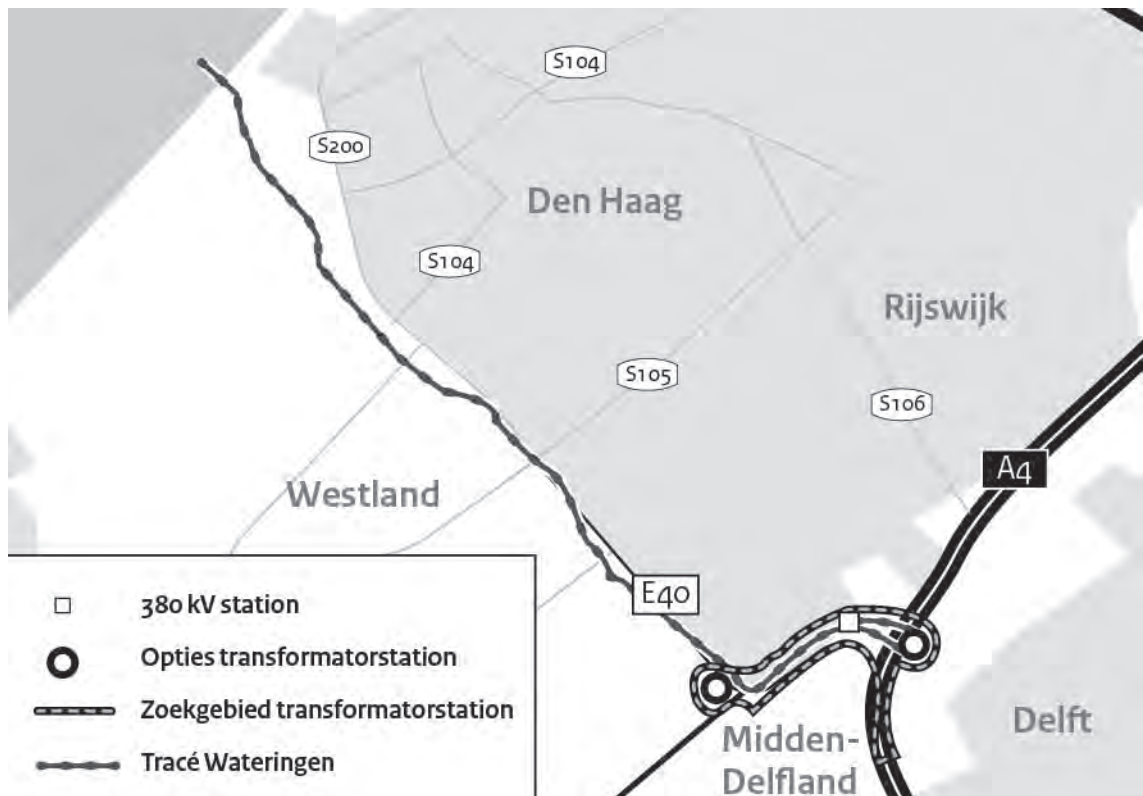 S104
S200
Den Haag
S104
Rijswijk
S105
S106
A4
Westland
E40
380 kV station
Opties transformatorstation
Zoekgebied transformatorstation
Tracé Wateringen
Delft
Midden-
Delfland